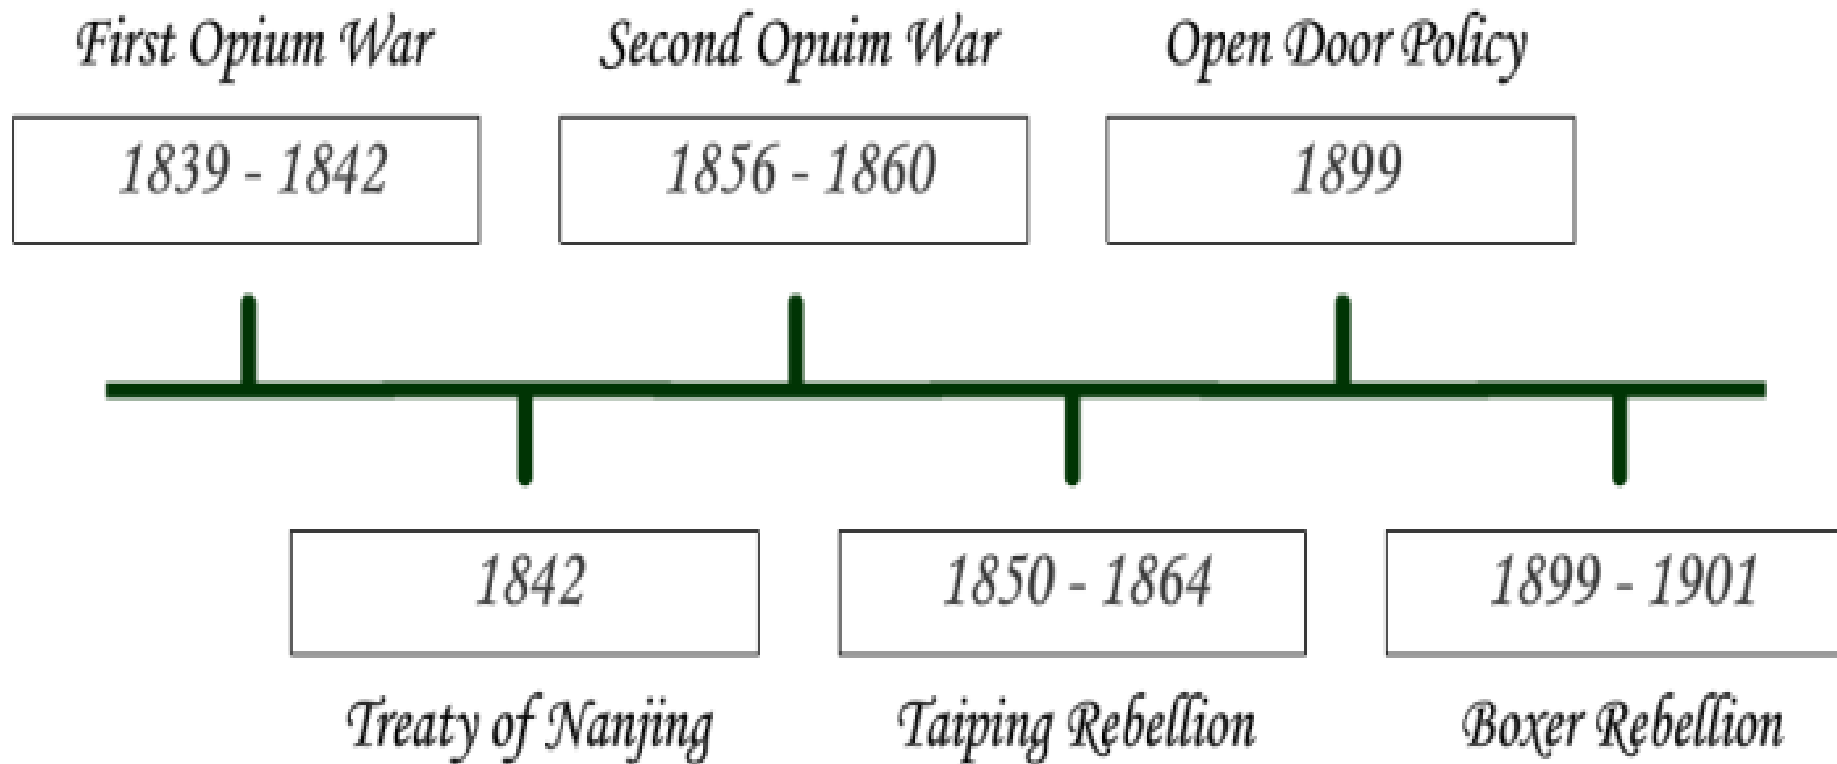 First Opium War
Second Opuim War
Open Door Policy
1839 - 1842
1856 - 1860
1899
1842
1850 - 1864
1899 - 1901
Treaty of Nanjing
Taiping Rebellion
Boxer Rebellion